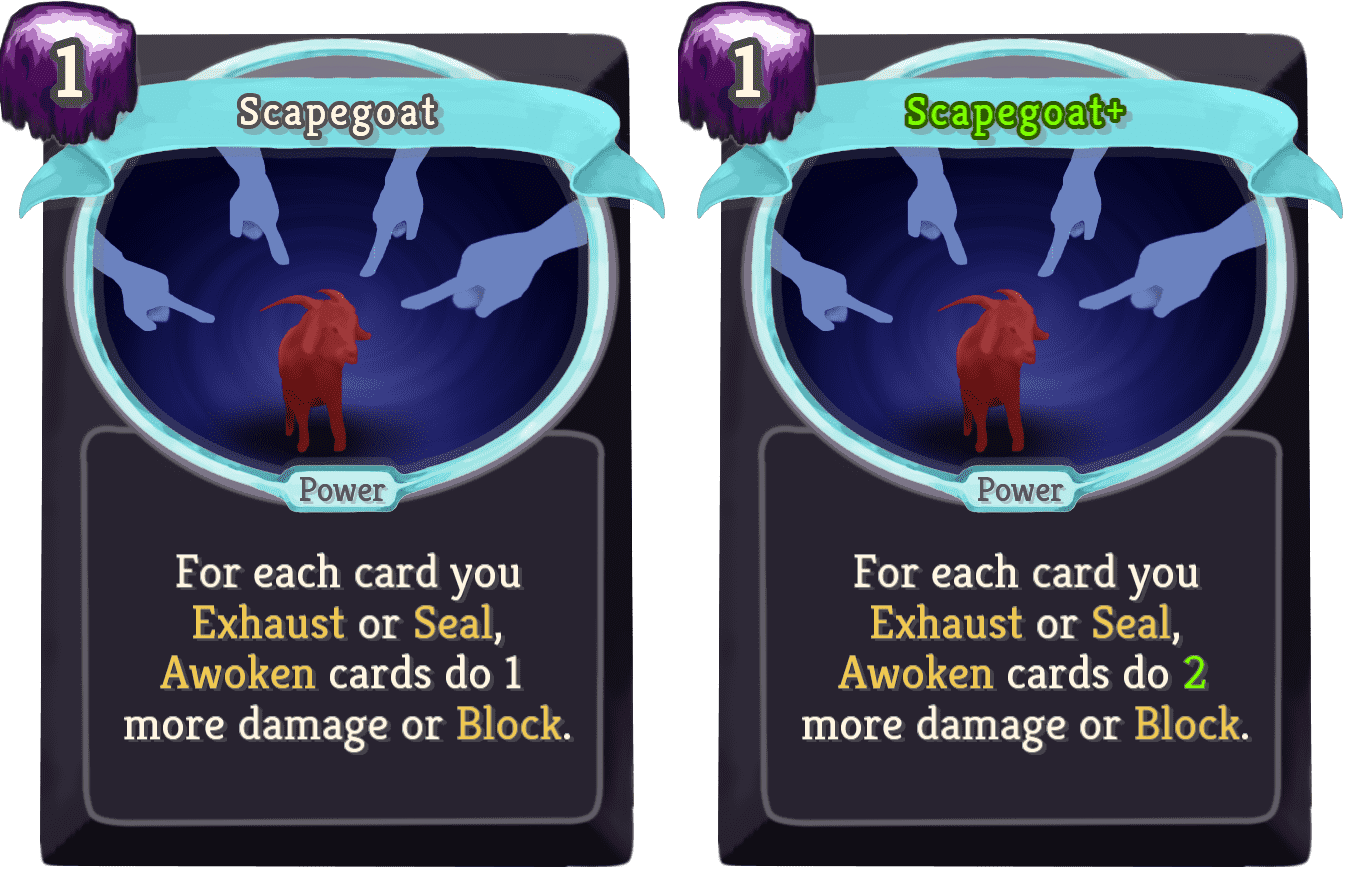 1
Scapegoat
Power
For each card you
Exhaust or Seal,
Awoken cards do 1
more damage or Block.
1
Scapegoat+
Power
For each card you
Exhaust or Seal,
Awoken cards do 2
more damage or Block.